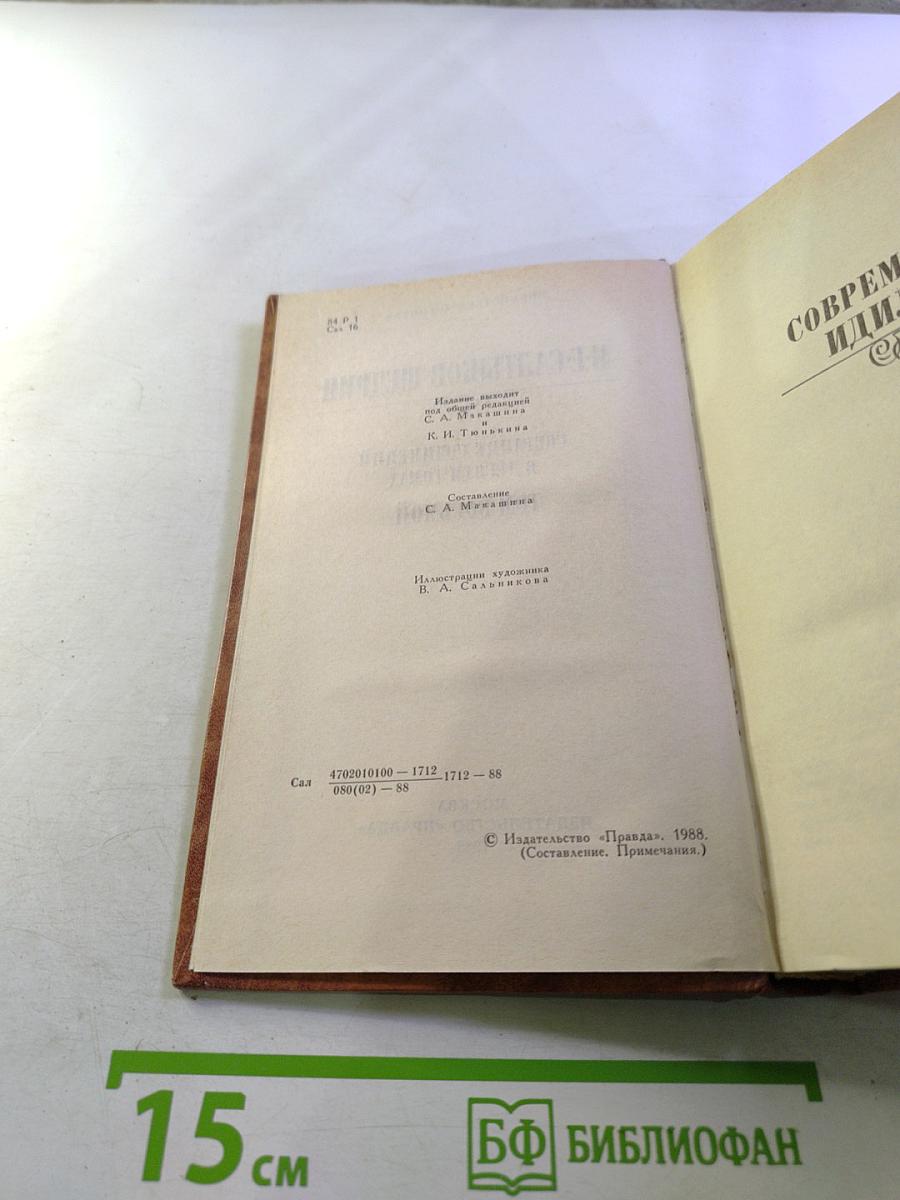 84 Р 1
Сал 16
Издание выходит
под общей редакцией
С. А. Макашина
и
К. И. Тюнькина
Составление
С. А. Макашина
Иллюстрации художника
В. А. Сальникова
Сал 4702010100 — 1712 1712 — 88
080(02) — 88
© Издательство «Правда». 1988.
(Составление. Примечания.)
СОВРЕМ
ИДИЛ
15 см
БФ БИБЛИОФАН